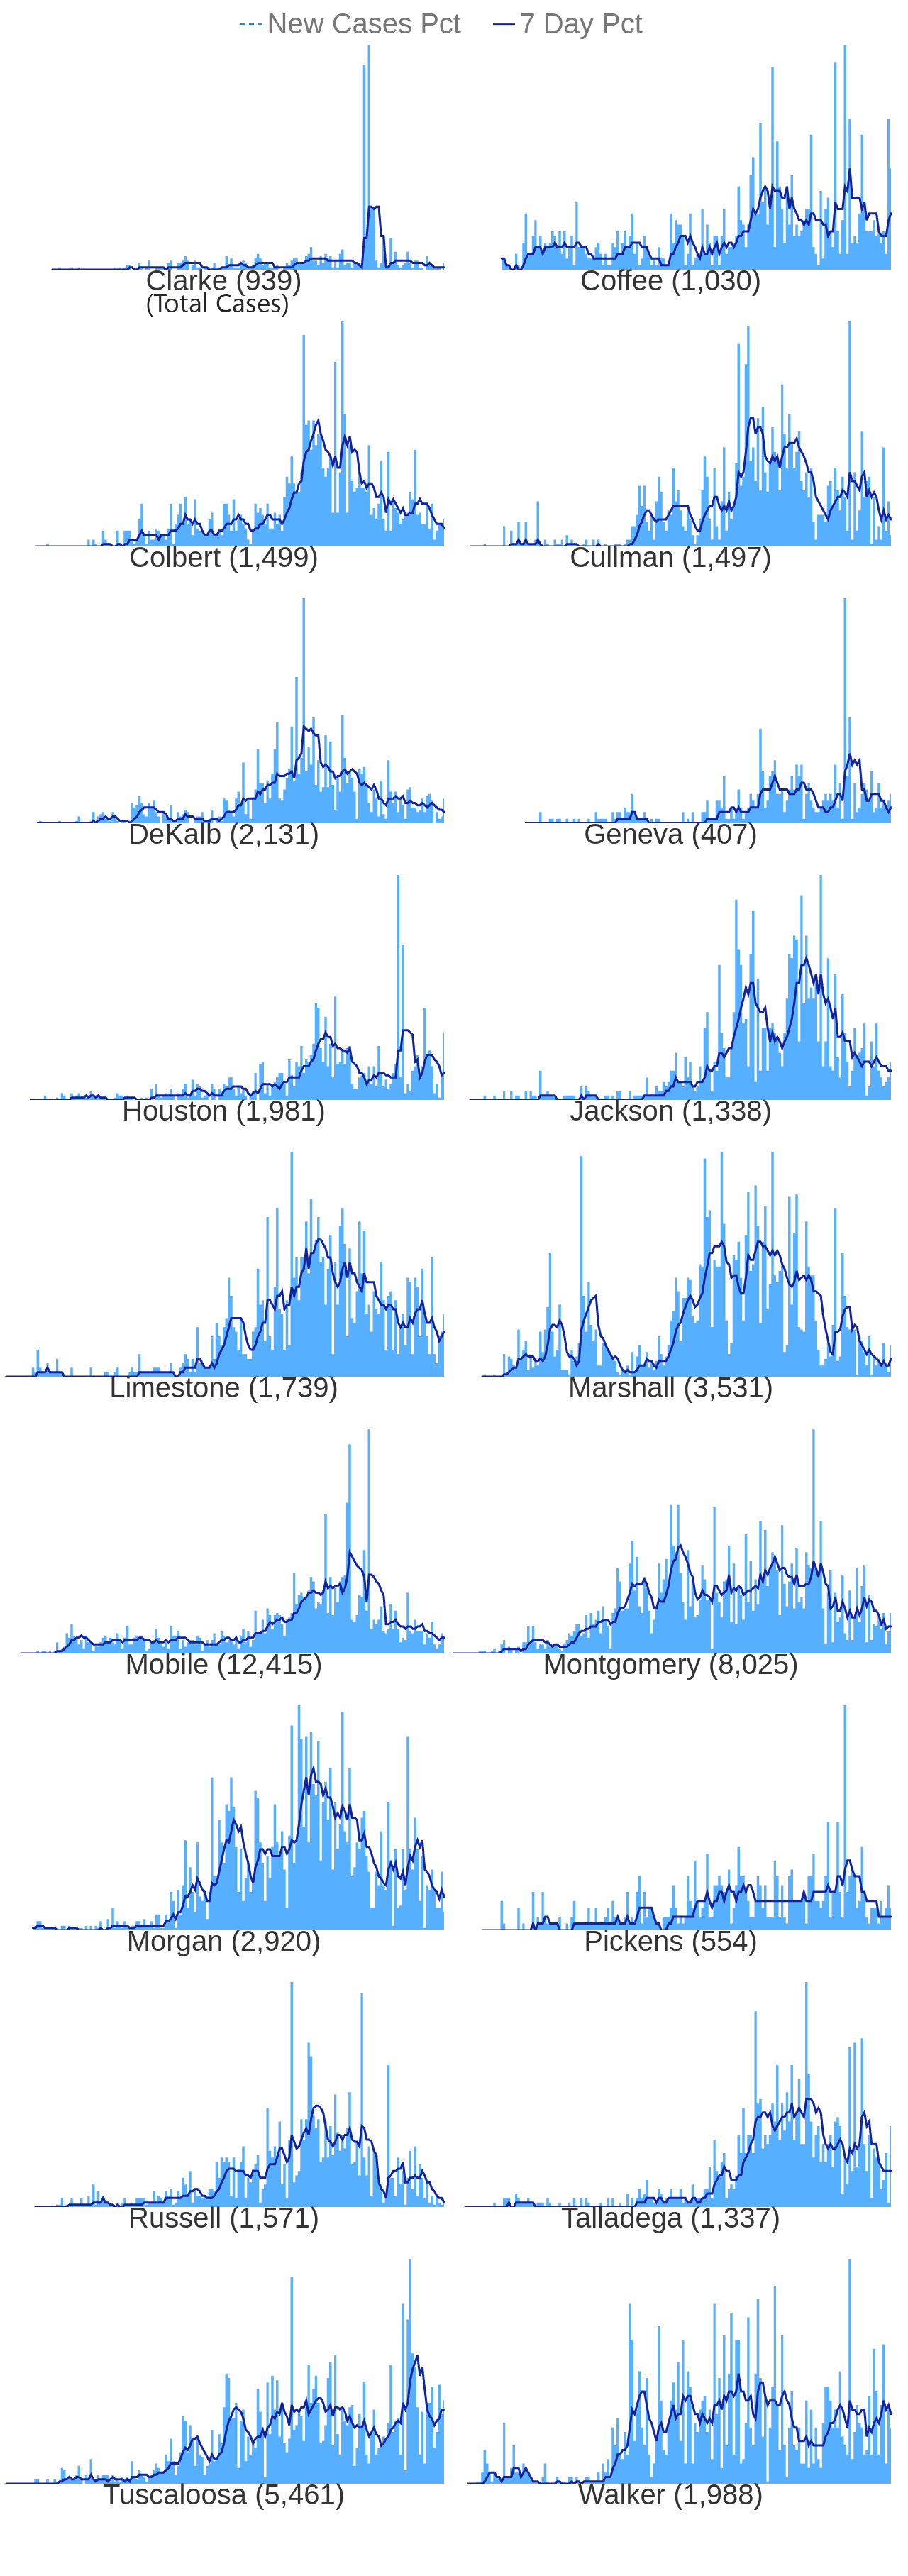 New Cases Pct 7 Day Pct
Clarke (939) Coffee (1,030)
(Total Cases)
Colbert (1,499) Cullman (1,497)
DeKalb (2,131) Geneva (407)
Houston (1,981) Jackson (1,338)
Limestone (1,739) Marshall (3,531)
Mobile (12,415) Montgomery (8,025)
Morgan (2,920) Pickens (554)
Russell (1,571) Talladega (1,337)
Tuscaloosa (5,461) Walker (1,988)